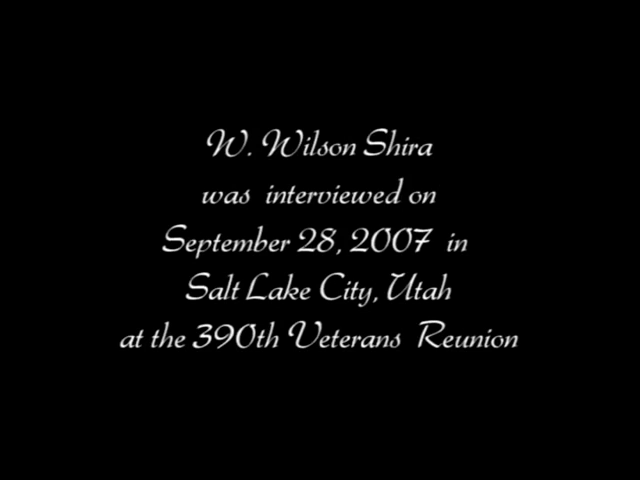 W. Wilson Shira
was interviewed on
September 28, 2007 in
Salt Lake City, Utah
at the 390th Veterans Reunion